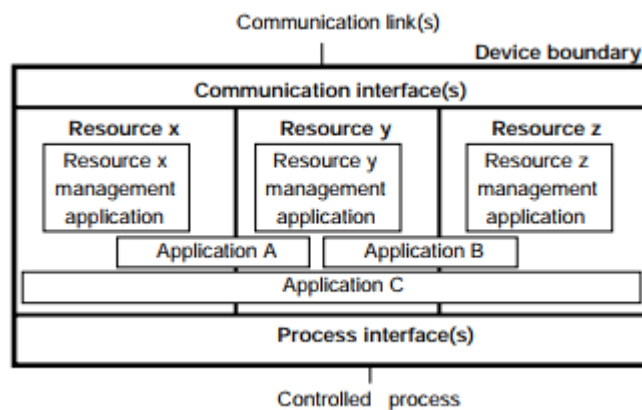 Communication link(s)
Device boundary
Communication interface(s)
Resource x
Resource y
Resource z
Resource x
management
application
Resource y
management
application
Resource z
management
application
Application A
Application B
Application C
Process interface(s)
Controlled process